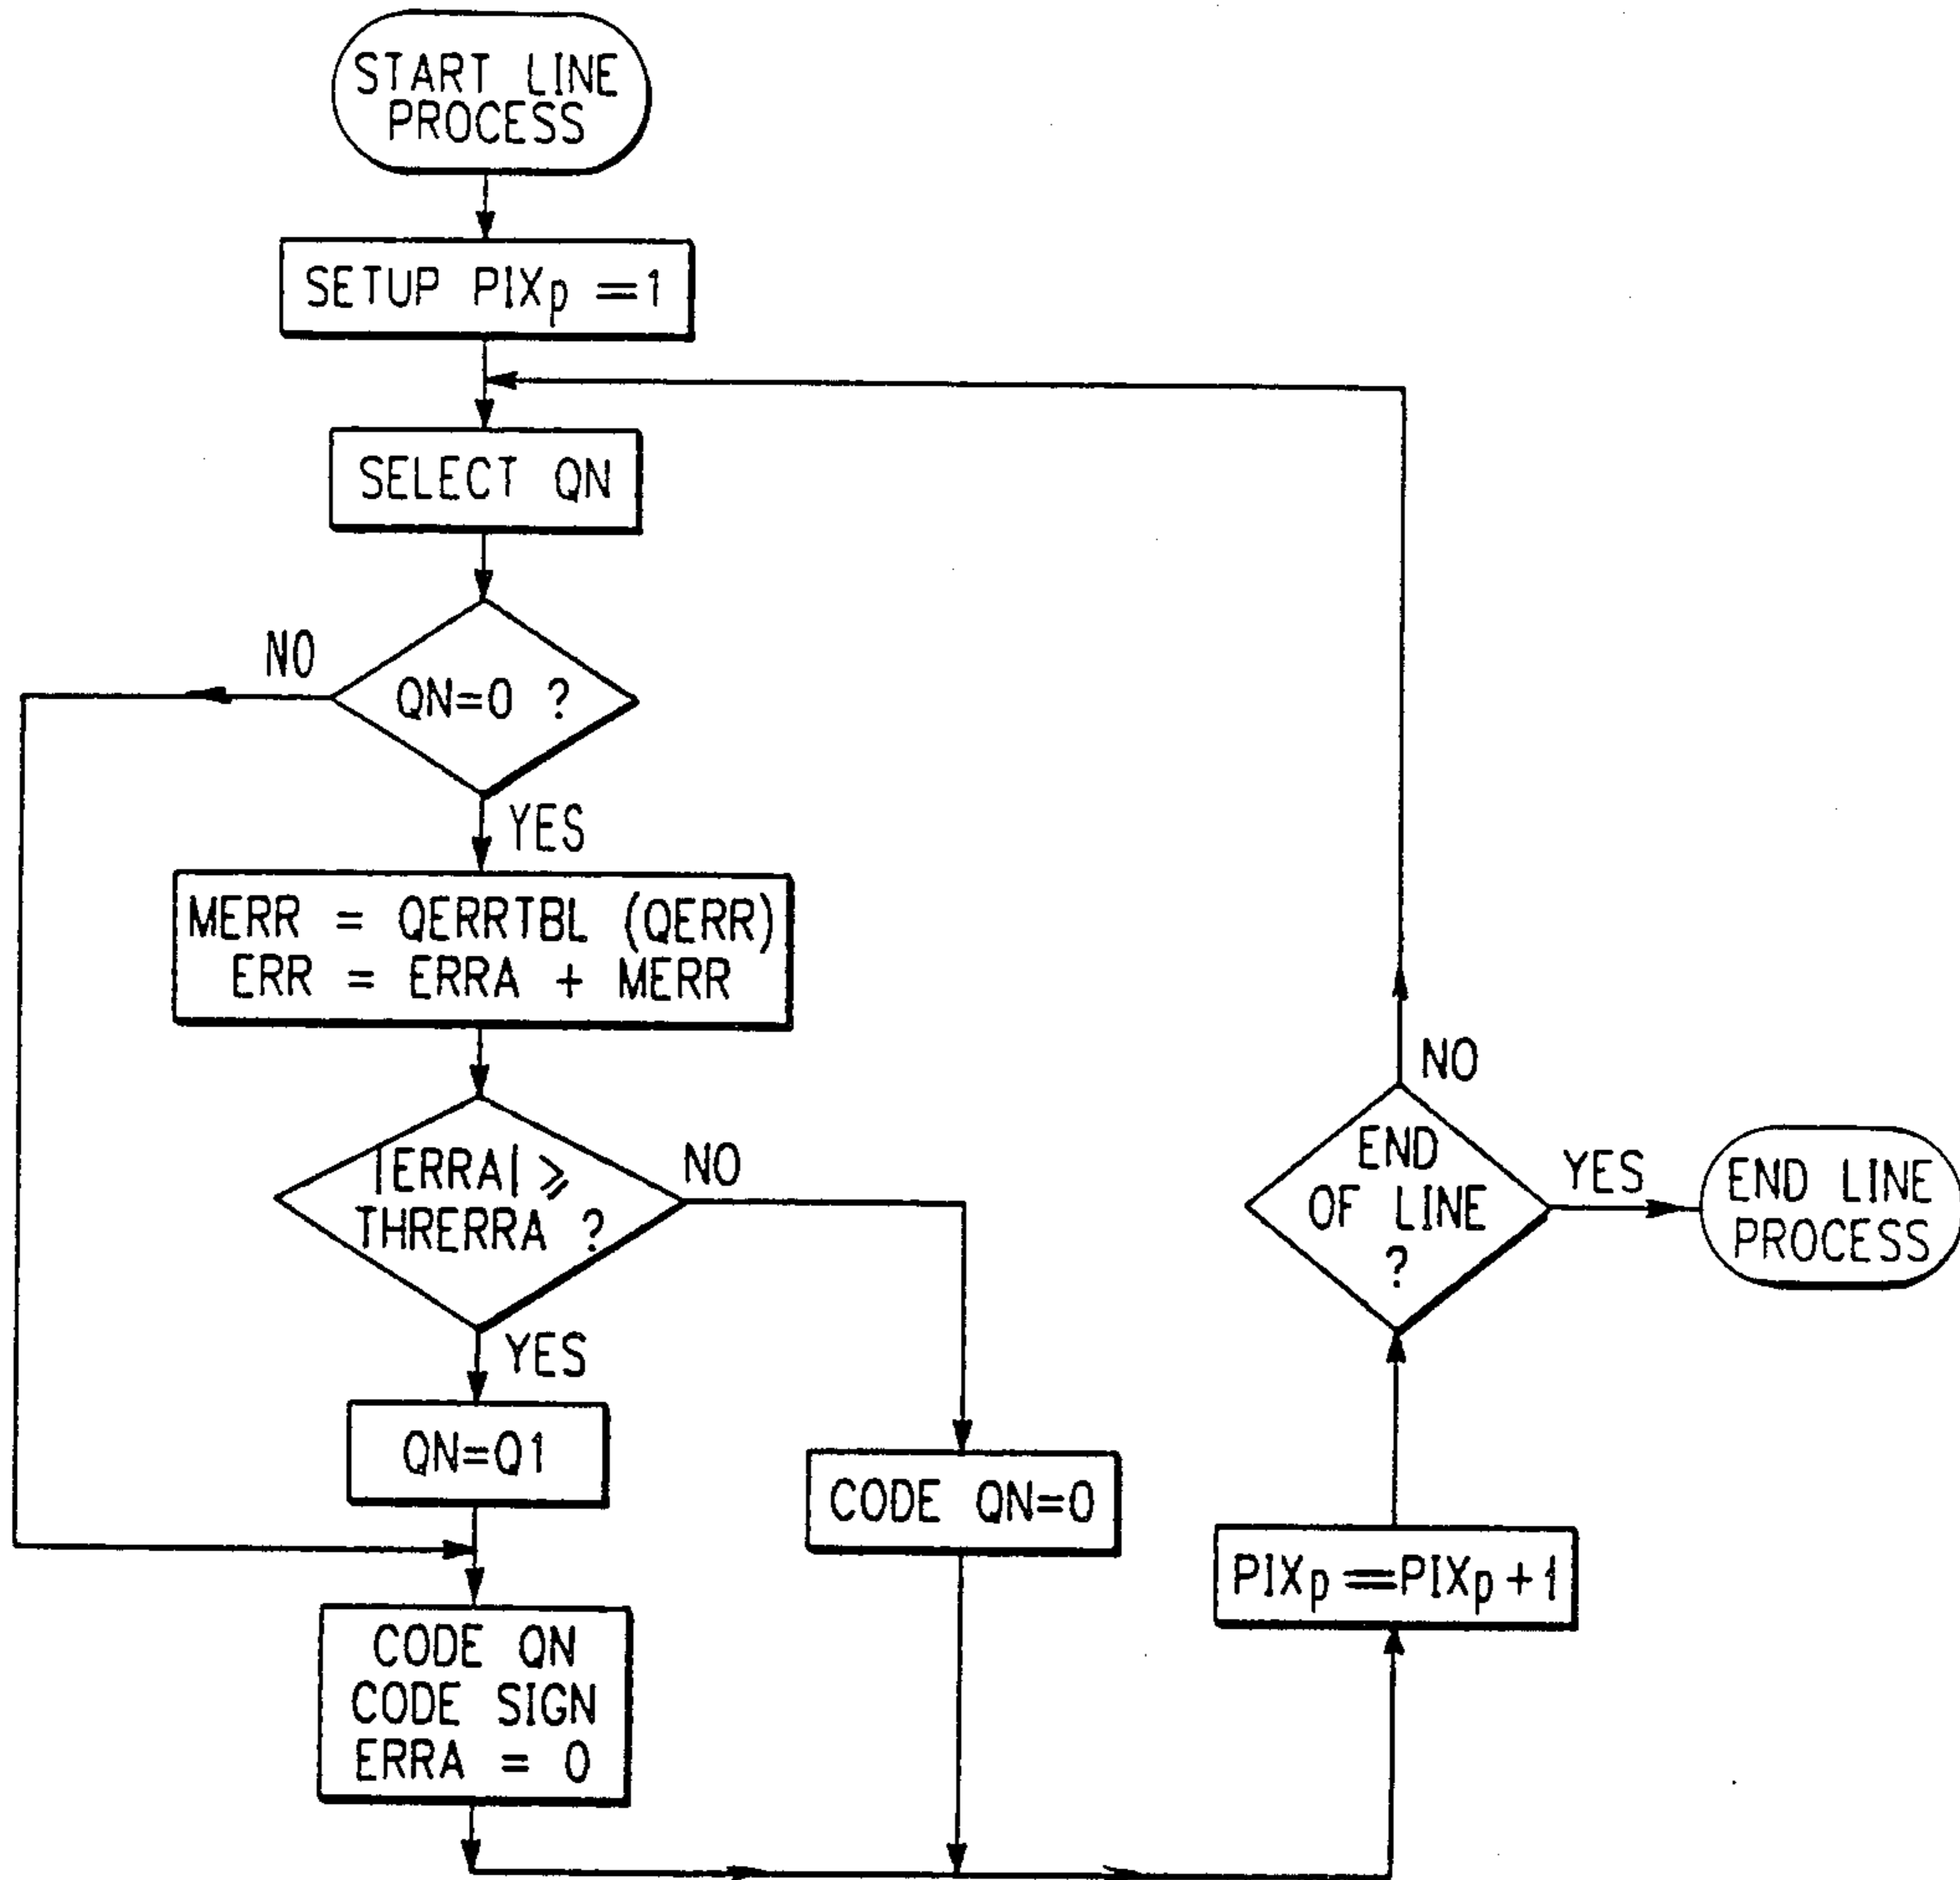 START LINE
PROCESS
SETUP PIXp =1
SELECT QN
NO
QN=0 ?
YES
MERR = QERRTBL (QERR)
ERR = ERRA + MERR
|ERRA| ⩾
THRERRA ?
NO
YES
QN=Q1
CODE QN=0
CODE QN
CODE SIGN
ERRA = 0
PIXp=PIXp+1
END
OF LINE
?
NO
YES
END LINE
PROCESS